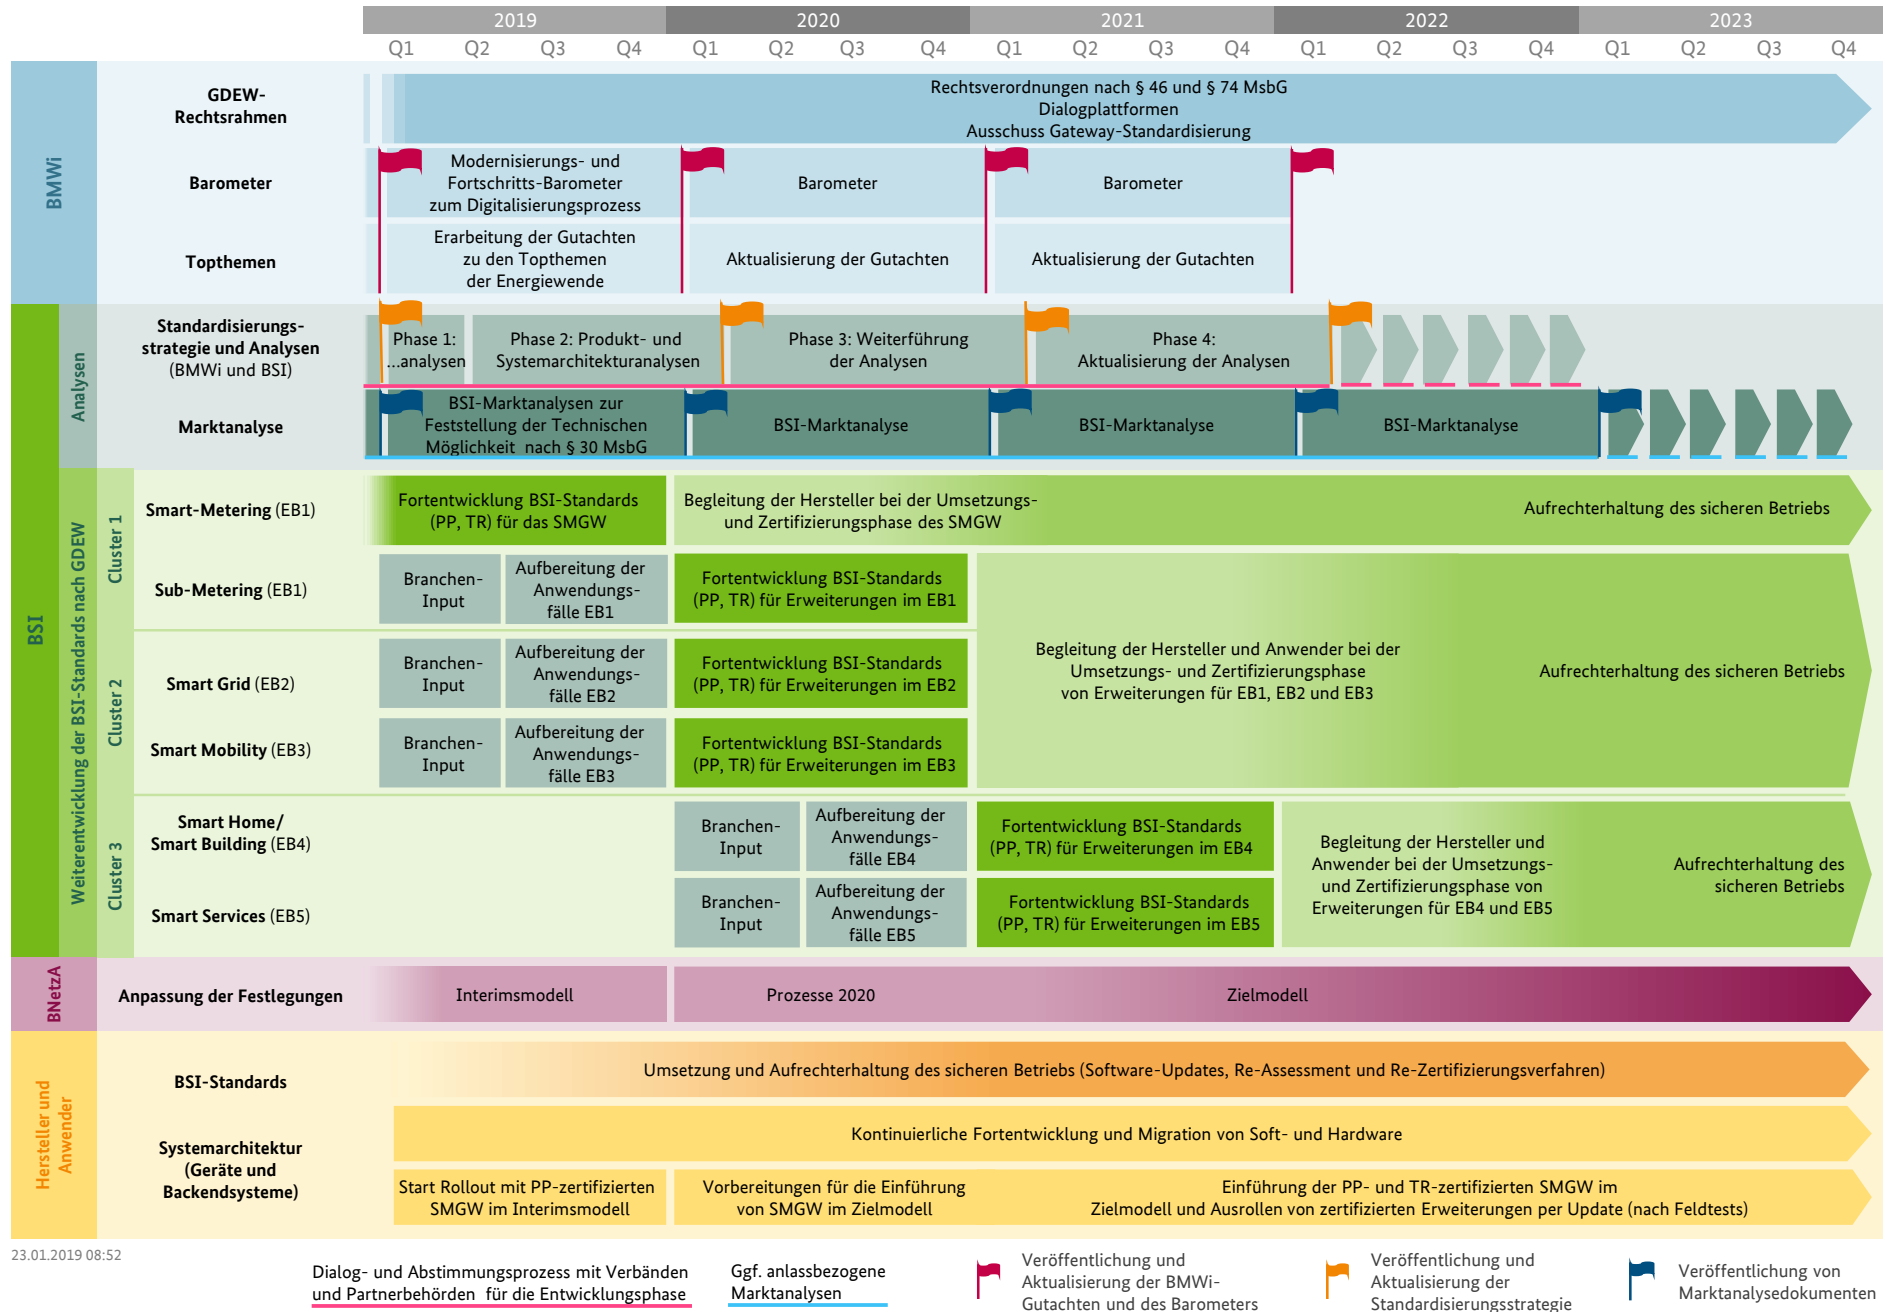 2019 2020 2021 2022 2023
Q1 Q2 Q3 Q4 Q1 Q2 Q3 Q4 Q1 Q2 Q3 Q4 Q1 Q2 Q3 Q4 Q1 Q2 Q3 Q4
BMWi
GDEW-
Rechtsrahmen
Rechtsverordnungen nach § 46 und § 74 MsbG
Dialogplattformen
Ausschuss Gateway-Standardisierung
Barometer
Modernisierungs- und
Fortschritts-Barometer
zum Digitalisierungsprozess
Barometer
Barometer
Topthemen
Erarbeitung der Gutachten
zu den Topthemen
der Energiewende
Aktualisierung der Gutachten
Aktualisierung der Gutachten
BSI
Analysen
Standardisierungs-
strategie und Analysen
(BMWi und BSI)
Phase 1:
...analysen
Phase 2: Produkt- und
Systemarchitekturanalysen
Phase 3: Weiterführung
der Analysen
Phase 4:
Aktualisierung der Analysen
Marktanalyse
BSI-Marktanalysen zur
Feststellung der Technischen
Möglichkeit nach § 30 MsbG
BSI-Marktanalyse
BSI-Marktanalyse
BSI-Marktanalyse
Weiterentwicklung der BSI-Standards nach GDEW
Cluster 1
Smart-Metering (EB1)
Fortentwicklung BSI-Standards
(PP, TR) für das SMGW
Begleitung der Hersteller bei der Umsetzungs-
und Zertifizierungsphase des SMGW
Aufrechterhaltung des sicheren Betriebs
Sub-Metering (EB1)
Branchen-
Input
Aufbereitung der
Anwendungs-
fälle EB1
Fortentwicklung BSI-Standards
(PP, TR) für Erweiterungen im EB1
Begleitung der Hersteller und Anwender bei der
Umsetzungs- und Zertifizierungsphase
von Erweiterungen für EB1, EB2 und EB3
Aufrechterhaltung des sicheren Betriebs
Cluster 2
Smart Grid (EB2)
Branchen-
Input
Aufbereitung der
Anwendungs-
fälle EB2
Fortentwicklung BSI-Standards
(PP, TR) für Erweiterungen im EB2
Smart Mobility (EB3)
Branchen-
Input
Aufbereitung der
Anwendungs-
fälle EB3
Fortentwicklung BSI-Standards
(PP, TR) für Erweiterungen im EB3
Cluster 3
Smart Home/
Smart Building (EB4)
Branchen-
Input
Aufbereitung der
Anwendungs-
fälle EB4
Fortentwicklung BSI-Standards
(PP, TR) für Erweiterungen im EB4
Begleitung der Hersteller und
Anwender bei der Umsetzungs-
und Zertifizierungsphase von
Erweiterungen für EB4 und EB5
Aufrechterhaltung des
sicheren Betriebs
Smart Services (EB5)
Branchen-
Input
Aufbereitung der
Anwendungs-
fälle EB5
Fortentwicklung BSI-Standards
(PP, TR) für Erweiterungen im EB5
BNetzA
Anpassung der Festlegungen
Interimsmodell
Prozesse 2020
Zielmodell
Hersteller und
Anwender
BSI-Standards
Umsetzung und Aufrechterhaltung des sicheren Betriebs (Software-Updates, Re-Assessment und Re-Zertifizierungsverfahren)
Systemarchitektur
(Geräte und
Backendsysteme)
Kontinuierliche Fortentwicklung und Migration von Soft- und Hardware
Start Rollout mit PP-zertifizierten
SMGW im Interimsmodell
Vorbereitungen für die Einführung
von SMGW im Zielmodell
Einführung der PP- und TR-zertifizierten SMGW im
Zielmodell und Ausrollen von zertifizierten Erweiterungen per Update (nach Feldtests)
23.01.2019 08:52
Dialog- und Abstimmungsprozess mit Verbänden
und Partnerbehörden für die Entwicklungsphase
Ggf. anlassbezogene
Marktanalysen
Veröffentlichung und
Aktualisierung der BMWi-
Gutachten und des Barometers
Veröffentlichung und
Aktualisierung der
Standardisierungsstrategie
Veröffentlichung von
Marktanalysedokumenten